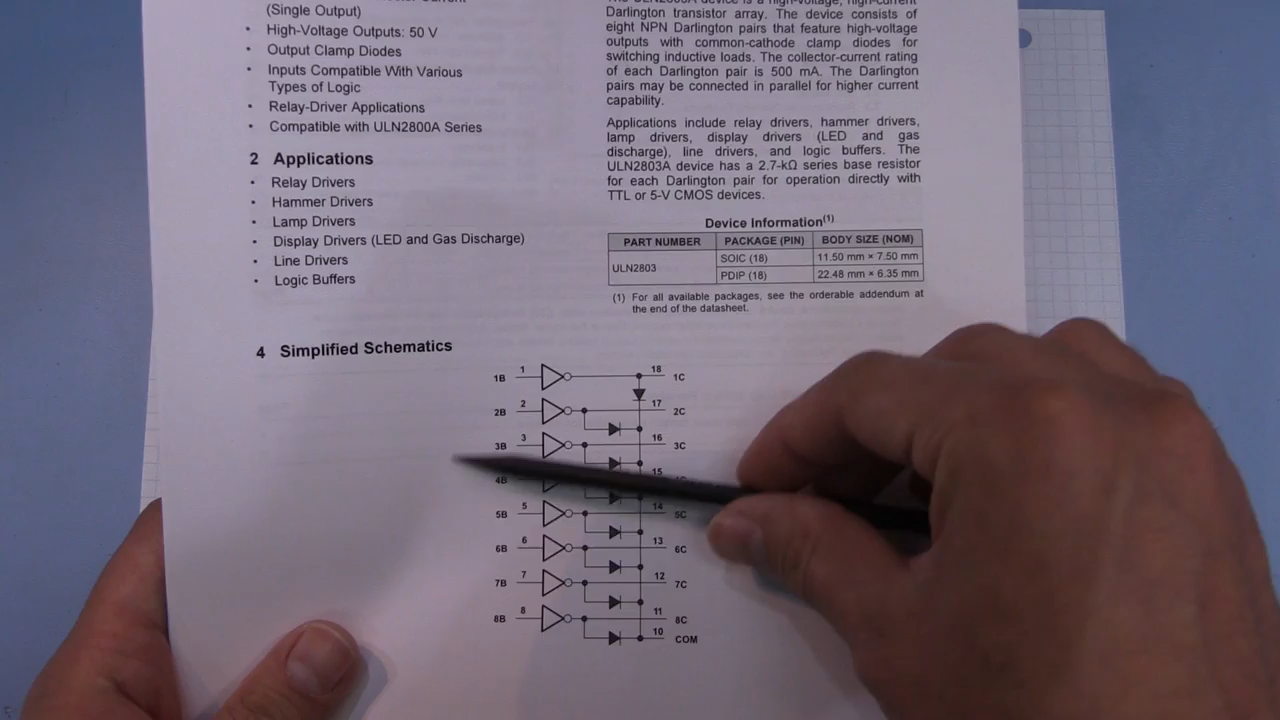 (Single Output)
• High-Voltage Outputs: 50 V
• Output Clamp Diodes
• Inputs Compatible With Various
Types of Logic
• Relay-Driver Applications
• Compatible with ULN2800A Series
2 Applications
• Relay Drivers
• Hammer Drivers
• Lamp Drivers
• Display Drivers (LED and Gas Discharge)
• Line Drivers
• Logic Buffers
Darlington transistor array. The device consists of
eight NPN Darlington pairs that feature high-voltage
outputs with common-cathode clamp diodes for
switching inductive loads. The collector-current rating
of each Darlington pair is 500 mA. The Darlington
pairs may be connected in parallel for higher current
capability.
Applications include relay drivers, hammer drivers,
lamp drivers, display drivers (LED and gas
discharge), line drivers, and logic buffers. The
ULN2803A device has a 2.7-kΩ series base resistor
for each Darlington pair for operation directly with
TTL or 5-V CMOS devices.
Device Information(1)
PART NUMBER PACKAGE (PIN) BODY SIZE (NOM)
ULN2803 SOIC (18) 11.50 mm × 7.50 mm
PDIP (18) 22.48 mm × 6.35 mm
(1) For all available packages, see the orderable addendum at
the end of the datasheet.
4 Simplified Schematics
1B 1 18 1C
2B 2 17 2C
3B 3 16 3C
4B 15
5B 5 14 5C
6B 6 13 6C
7B 7 12 7C
8B 8 11 8C
10 COM